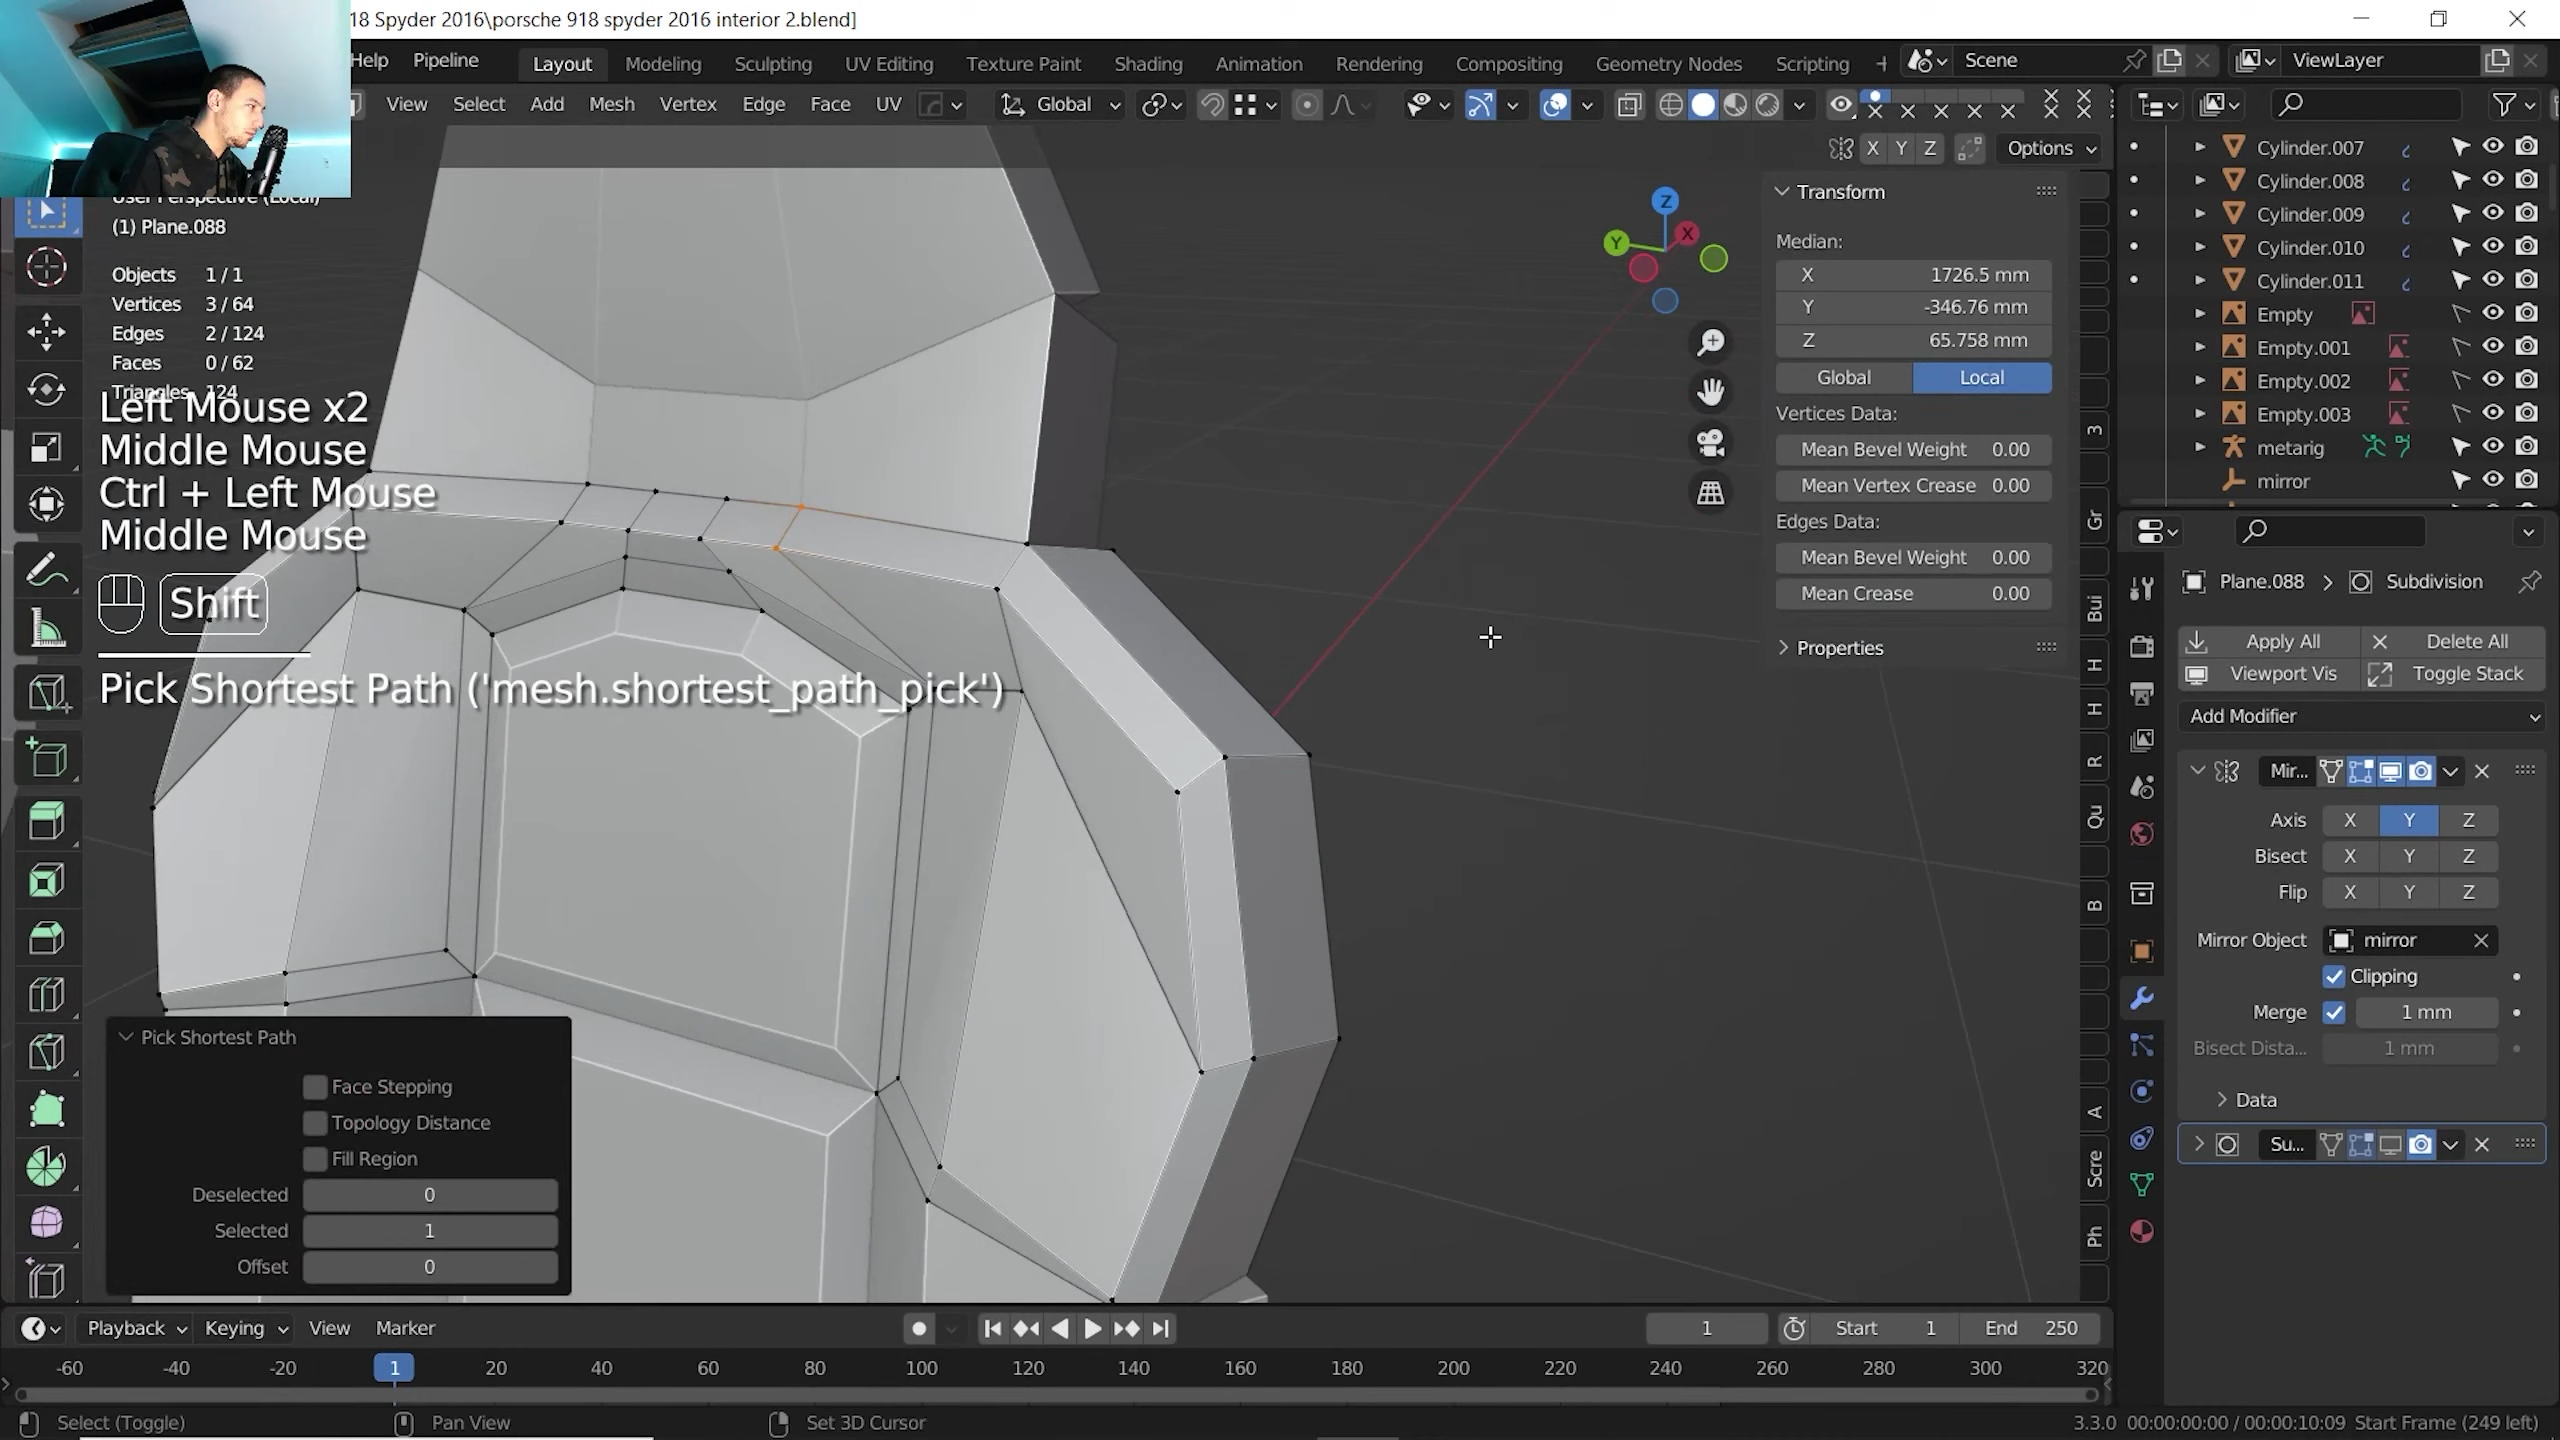 18 Spyder 2016\porsche 918 spyder 2016 interior 2.blend]
Help Pipeline Layout Modeling Sculpting UV Editing Texture Paint Shading Animation Rendering Compositing Geometry Nodes Scripting + Scene ViewLayer
View Select Add Mesh Vertex Edge Face UV Global
X Y Z Options
(1) Plane.088
Objects 1 / 1
Vertices 3 / 64
Edges 2 / 124
Faces 0 / 62
Triangles 124
Left Mouse x2
Middle Mouse
Ctrl + Left Mouse
Middle Mouse
Shift
Pick Shortest Path ('mesh.shortest_path_pick')
Z
Y
X
Transform
Median:
X 1726.5 mm
Y -346.76 mm
Z 65.758 mm
Global Local
Vertices Data:
Mean Bevel Weight 0.00
Mean Vertex Crease 0.00
Edges Data:
Mean Bevel Weight 0.00
Mean Crease 0.00
Properties
3
Gr
Bui
H
H
R
Qu
B
A
Scre
Ph
Cylinder.007
Cylinder.008
Cylinder.009
Cylinder.010
Cylinder.011
Empty
Empty.001
Empty.002
Empty.003
metarig
mirror
Plane.088 > Subdivision
Apply All Delete All
Viewport Vis Toggle Stack
Add Modifier
Mir...
Axis X Y Z
Bisect X Y Z
Flip X Y Z
Mirror Object mirror
Clipping
Merge 1 mm
Bisect Dista... 1 mm
Data
Su...
Pick Shortest Path
Face Stepping
Topology Distance
Fill Region
Deselected 0
Selected 1
Offset 0
Playback Keying View Marker 1 Start 1 End 250
-60 -40 -20 1 20 40 60 80 100 120 140 160 180 200 220 240 260 280 300 320
Select (Toggle) Pan View Set 3D Cursor 3.3.0 00:00:00:00 / 00:00:10:09 Start Frame (249 left)